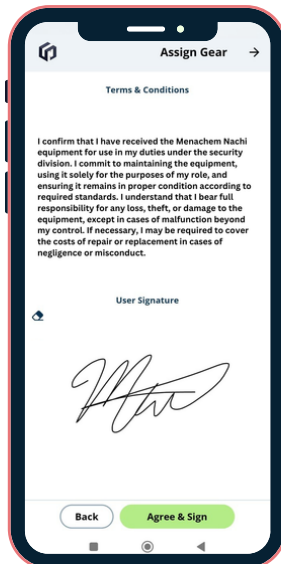 Assign Gear
Terms & Conditions
I confirm that I have received the Menachem Nachi
equipment for use in my duties under the security
division. I commit to maintaining the equipment,
using it solely for the purposes of my role, and
ensuring it remains in proper condition according to
required standards. I understand that I bear full
responsibility for any loss, theft, or damage to the
equipment, except in cases of malfunction beyond
my control. If necessary, I may be required to cover
the costs of repair or replacement in cases of
negligence or misconduct.
User Signature
Back Agree & Sign